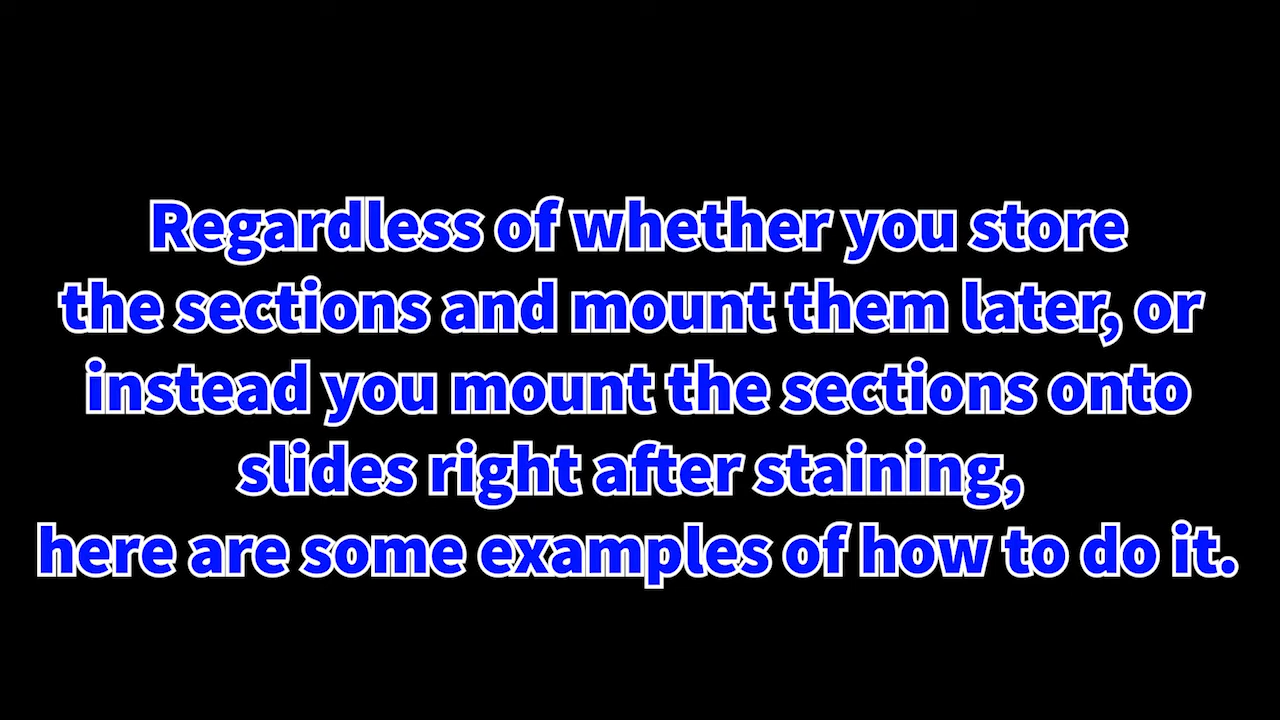 Regardless of whether you store
the sections and mount them later, or
instead you mount the sections onto
slides right after staining,
here are some examples of how to do it.